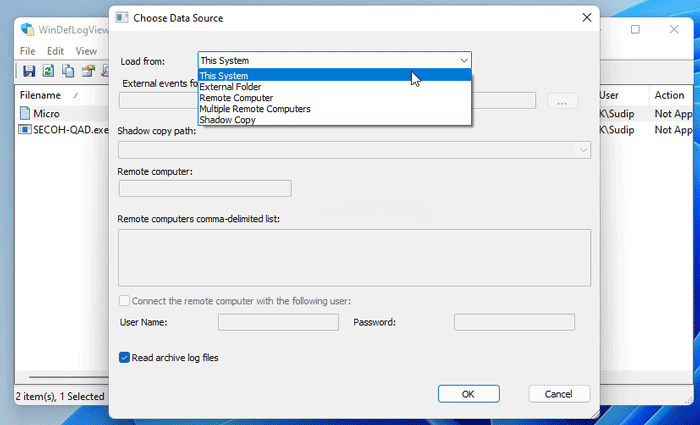 WinDefLogView
Choose Data Source
File Edit View
Load from: This System
This System
External Folder
Remote Computer
Multiple Remote Computers
Shadow Copy
External events fo
...
Filename
User
Action
Micro
K\Sudip
Not App
SECOH-QAD.exe
K\Sudip
Not App
Shadow copy path:
Remote computer:
Remote computers comma-delimited list:
Connect the remote computer with the following user:
User Name:
Password:
Read archive log files
OK
Cancel
2 item(s), 1 Selected